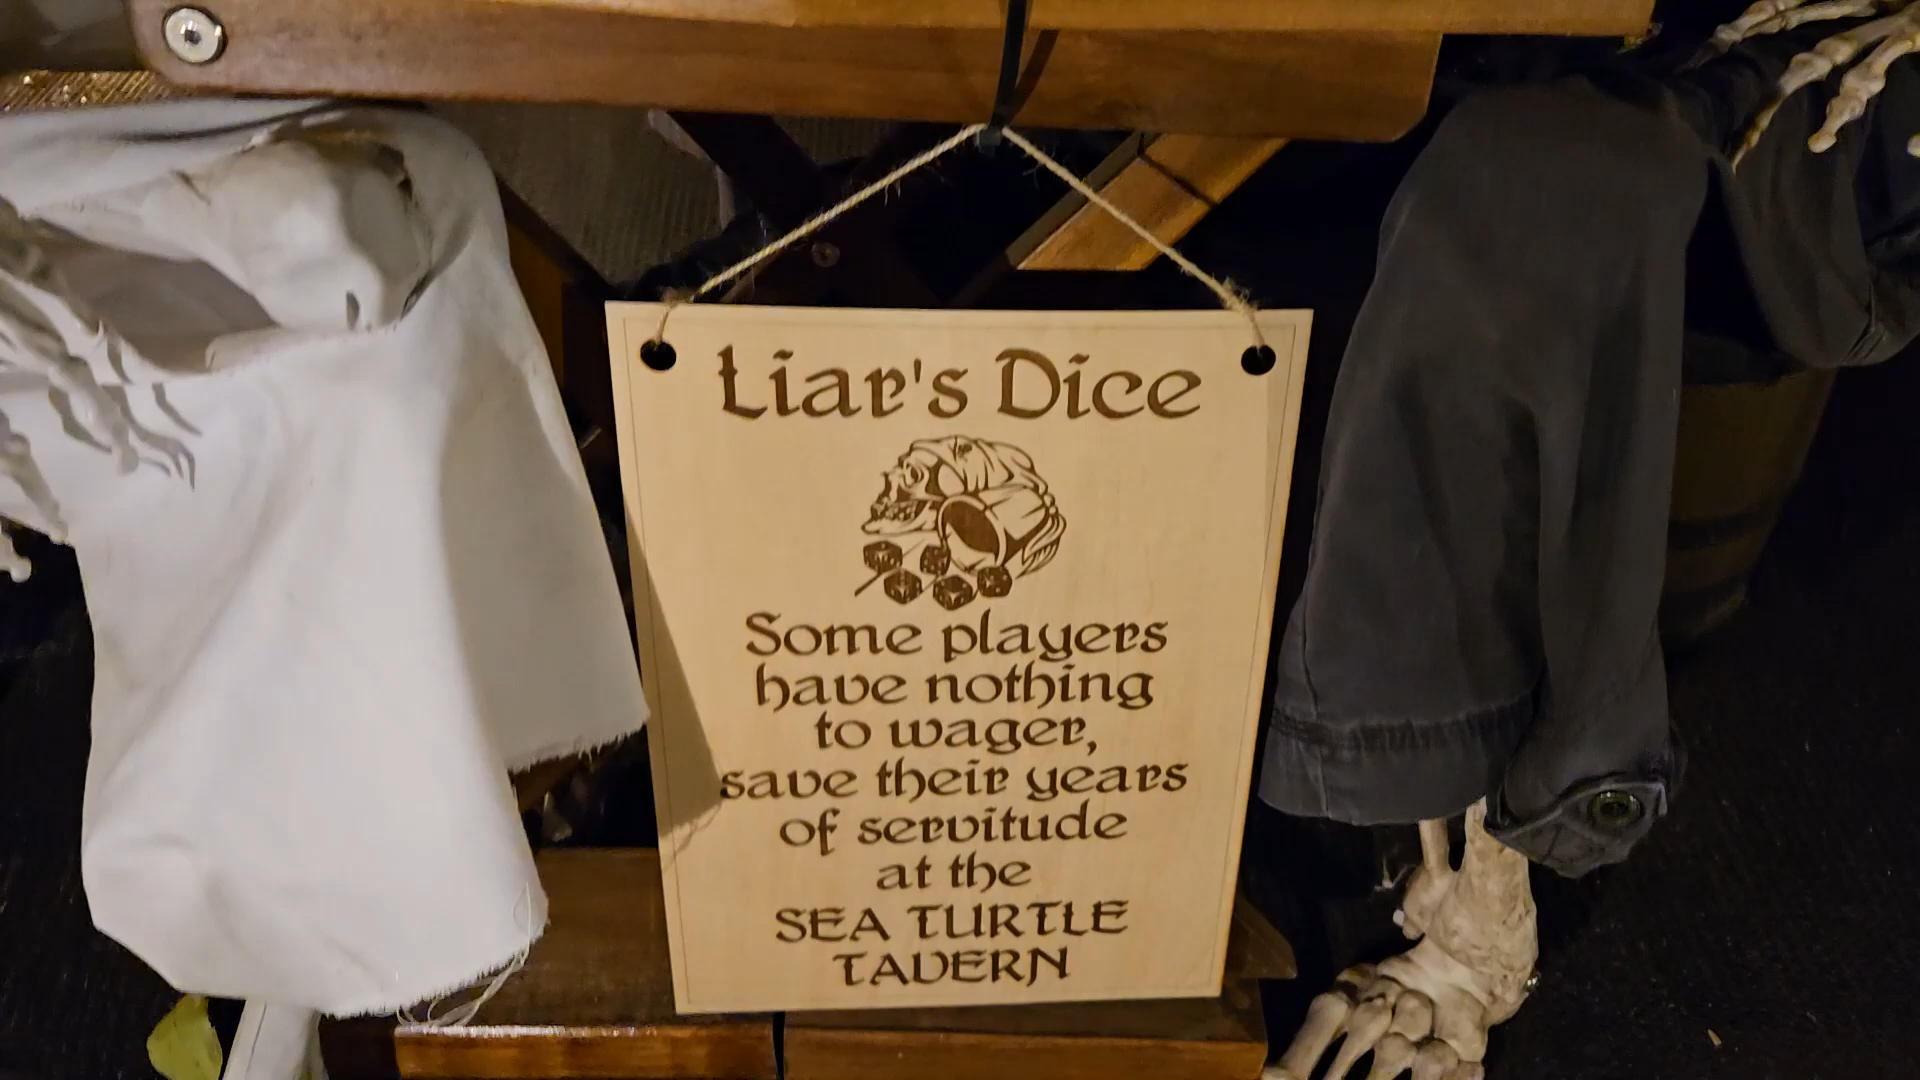 Liar's Dice
Some players
have nothing
to wager,
save their years
of servitude
at the
SEA TURTLE
TAVERN